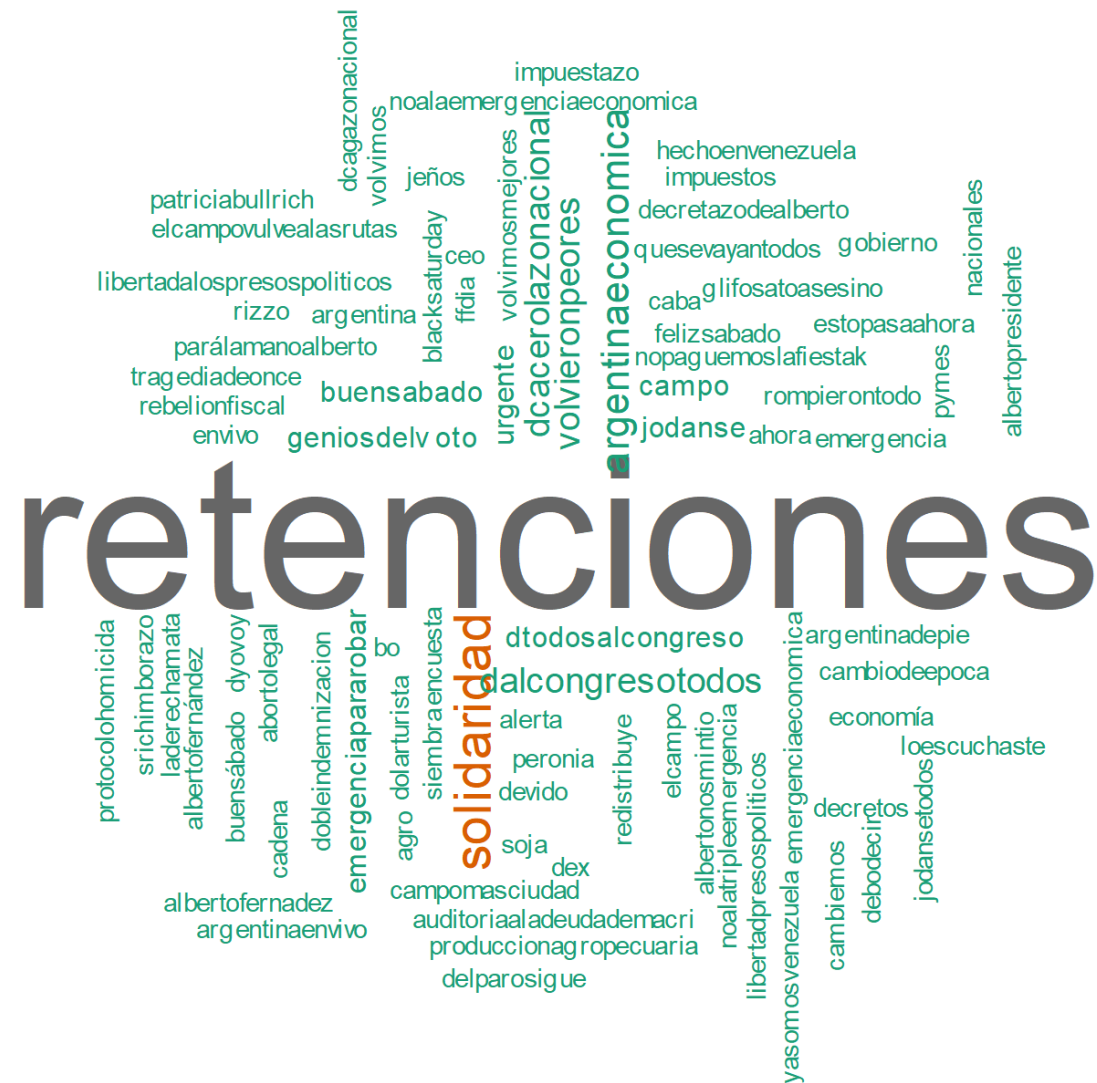 impuestazo
noalaemergenciaeconomica
dcagazonacional
volvimos
jeños
volvimosmejores
dcacerolazonacional
argentinaeconomica
hechoenvenezuela
impuestos
patriciabullrich
elcampovulvealasrutas
blacksaturday
ceo
ffdia
volvieronpeores
decretazodealberto
quesevayantodos
gobierno
nacionales
albertopresidente
libertadalospresospoliticos
rizzo
argentina
caba
glifosatoasesino
felizsabado
estopasaahora
parálamanoalberto
tragediadeonce
rebelionfiscal
envivo
buensabado
geniosdelvoto
urgente
nopaguemoslafiestak
campo
rompierontodo
pymes
jodanse
ahora
emergencia
retenciones
protocolohomicida
srichimborazo
laderechamata
albertofernández
dyovoy
buensábado
abortolegal
cadena
dobleindemnizacion
emergenciapararobar
bo
dolarturista
agro
siembraencuesta
solidaridad
dtodosalcongreso
dalcongresotodos
alerta
peronia
devido
soja
dex
redistribuye
elcampo
albertonosmintio
noalatripleemergencia
libertadpresospoliticos
emergenciaeconomica
yasomosvenezuela
argentinadepie
cambiodeepoca
economía
loescuchaste
decretos
debodecir
cambiemos
jodansetodos
albertofernadez
argentinaenvivo
campomasciudad
auditoriaaladeudademacri
produccionagropecuaria
delparosigue